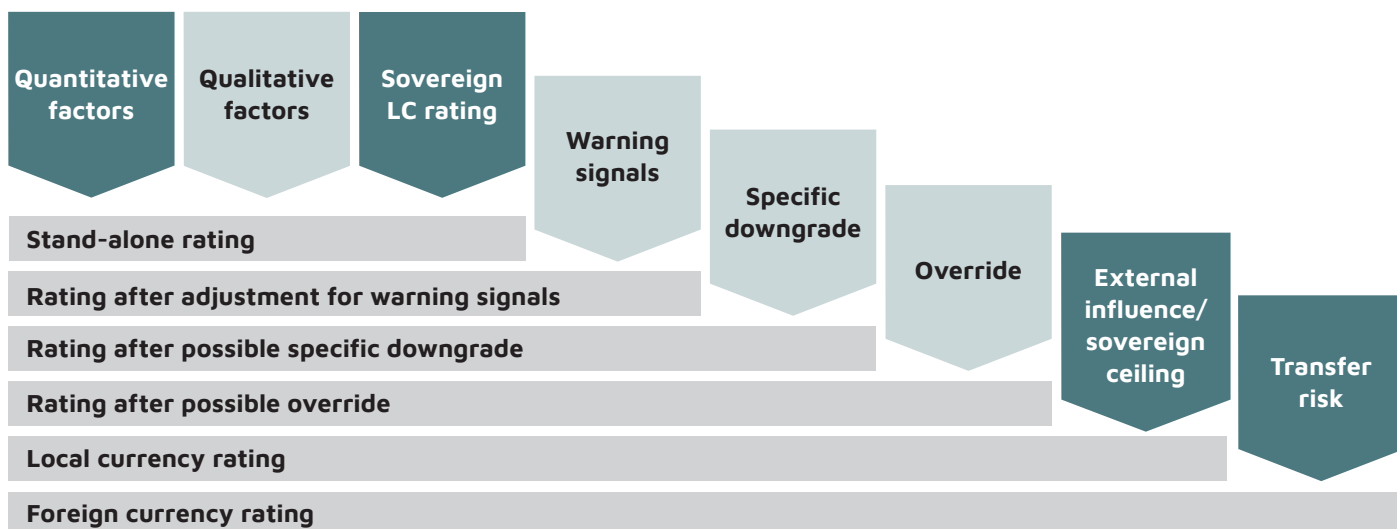 Quantitative
factors
Qualitative
factors
Sovereign
LC rating
Warning
signals
Specific
downgrade
Override
External
influence/
sovereign
ceiling
Transfer
risk
Stand-alone rating
Rating after adjustment for warning signals
Rating after possible specific downgrade
Rating after possible override
Local currency rating
Foreign currency rating